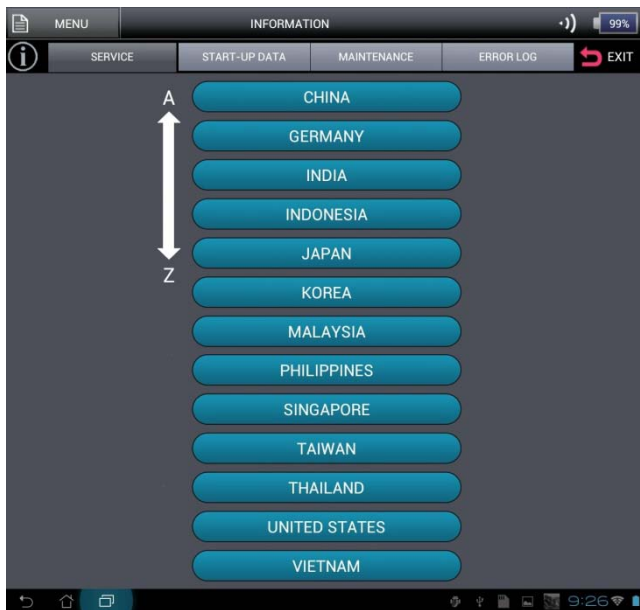 MENU INFORMATION 99%
SERVICE START-UP DATA MAINTENANCE ERROR LOG EXIT
A CHINA
GERMANY
INDIA
INDONESIA
JAPAN
Z
KOREA
MALAYSIA
PHILIPPINES
SINGAPORE
TAIWAN
THAILAND
UNITED STATES
VIETNAM
9:26